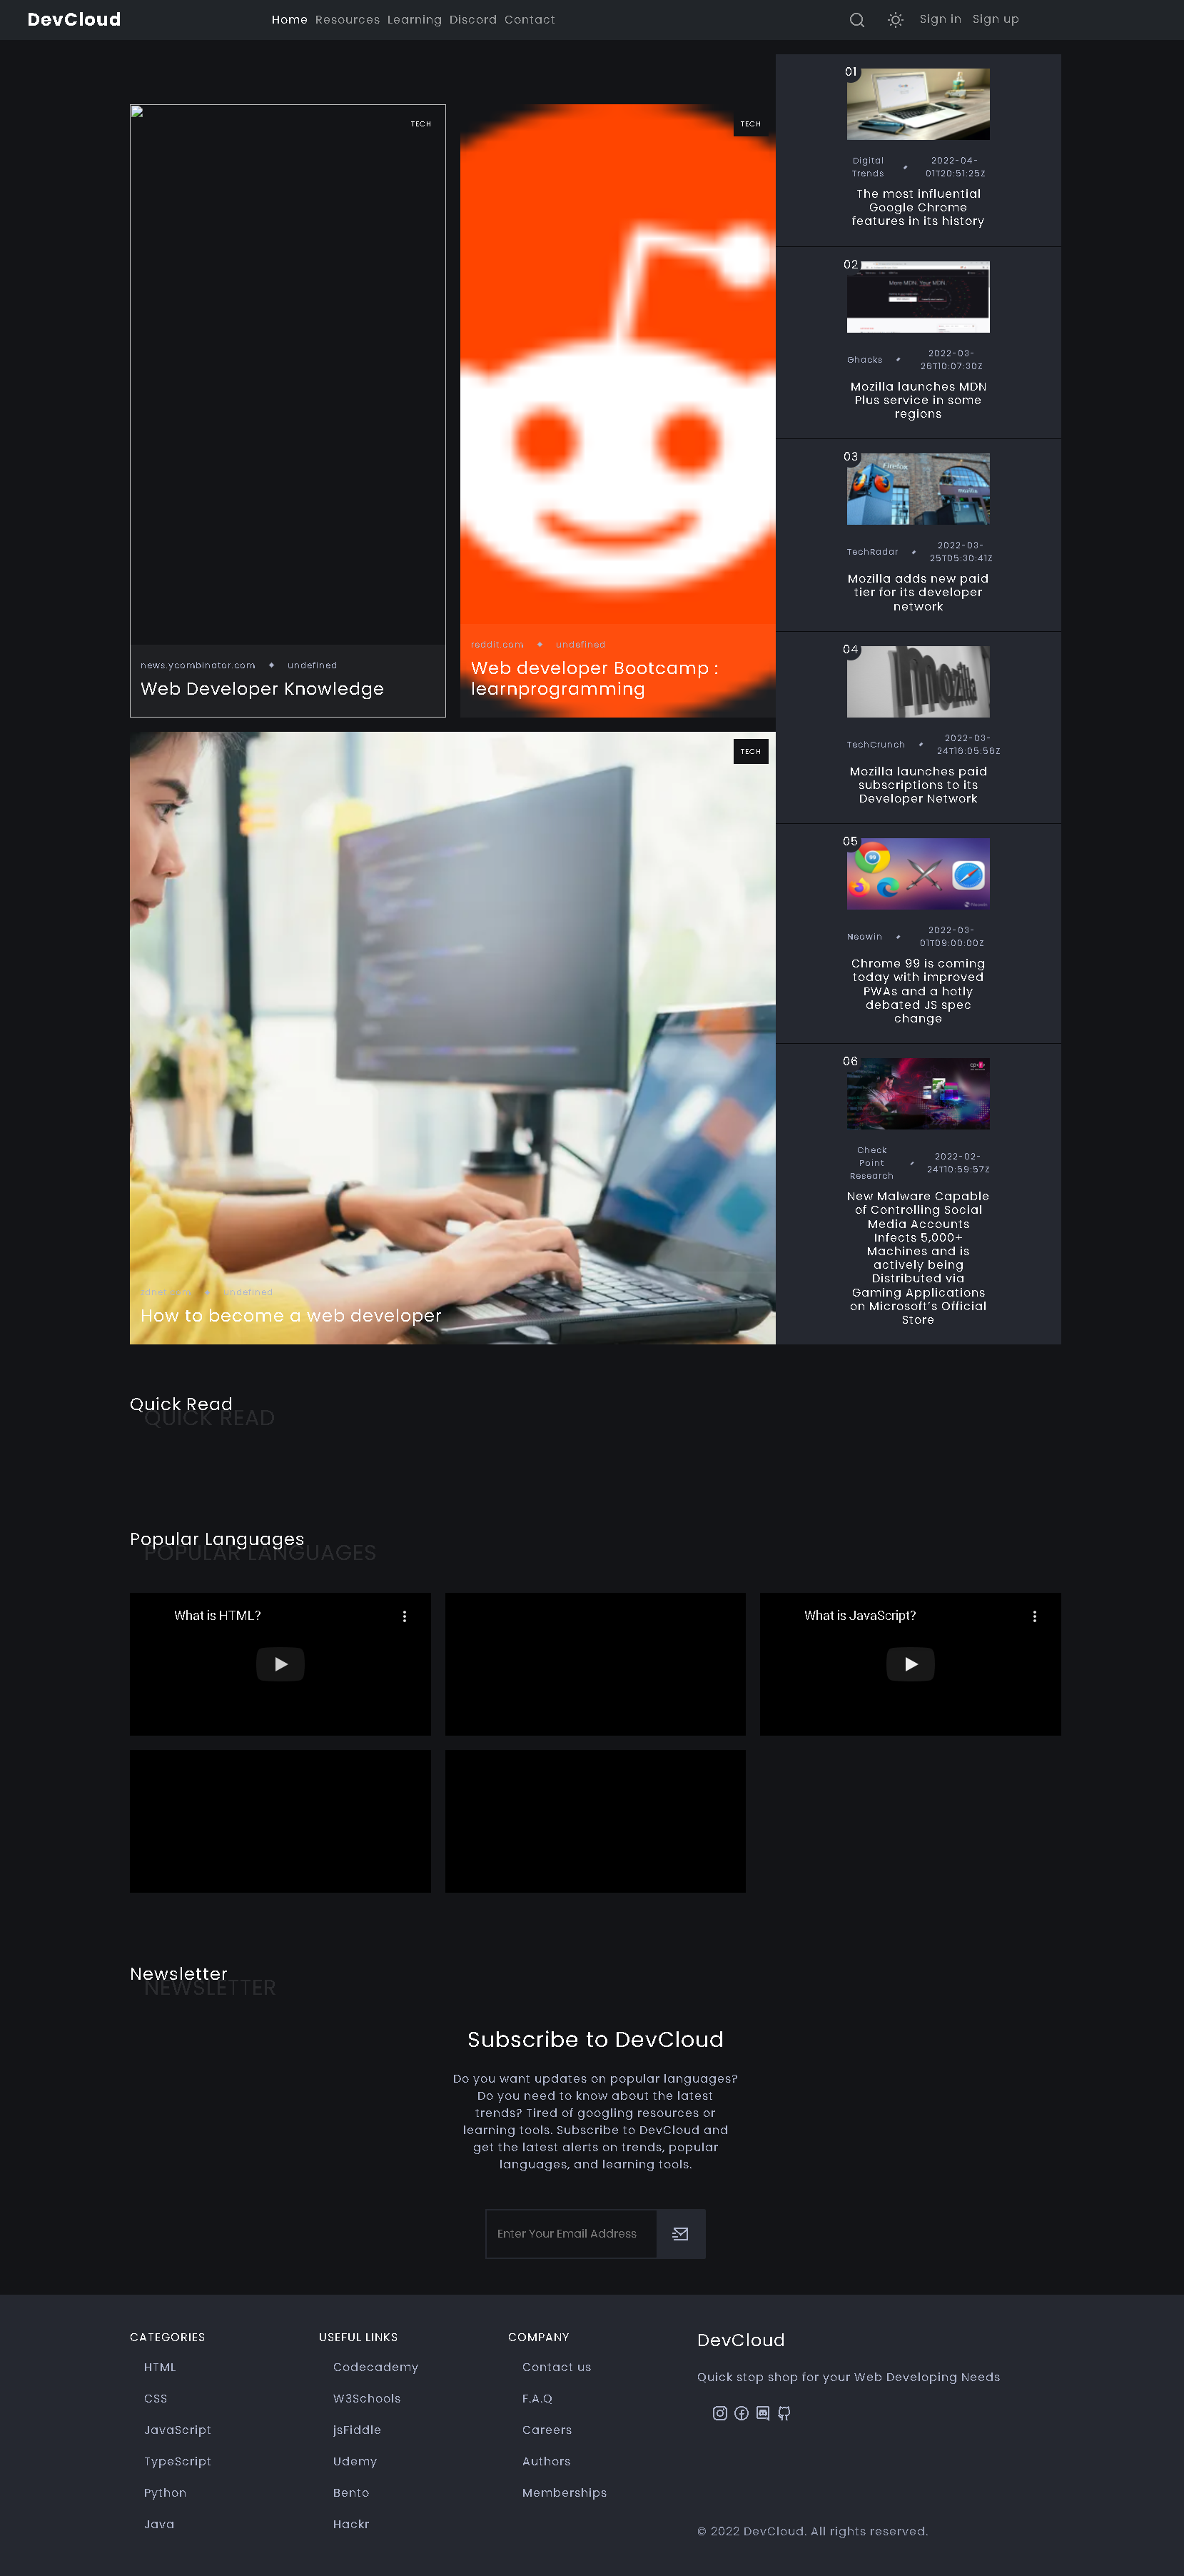 DevCloud
Home Resources Learning Discord Contact
Sign in Sign up
TECH
news.ycombinator.com
undefined
Web Developer Knowledge
TECH
reddit.com
undefined
Web developer Bootcamp :
learnprogramming
TECH
zdnet.com
undefined
How to become a web developer
01
Digital
Trends
2022-04-
01T20:51:25Z
The most influential
Google Chrome
features in its history
02
More MDN. Your MDN.
Ghacks
2022-03-
26T10:07:30Z
Mozilla launches MDN
Plus service in some
regions
03
Firefox
mozilla
TechRadar
2022-03-
25T05:30:41Z
Mozilla adds new paid
tier for its developer
network
04
mozilla
TechCrunch
2022-03-
24T16:05:56Z
Mozilla launches paid
subscriptions to its
Developer Network
05
99
Neowin
2022-03-
01T09:00:00Z
Chrome 99 is coming
today with improved
PWAs and a hotly
debated JS spec
change
06
Check
Point
Research
2022-02-
24T10:59:57Z
New Malware Capable
of Controlling Social
Media Accounts
Infects 5,000+
Machines and is
actively being
Distributed via
Gaming Applications
on Microsoft's Official
Store
Quick Read
QUICK READ
Popular Languages
POPULAR LANGUAGES
What is HTML?
What is JavaScript?
Newsletter
NEWSLETTER
Subscribe to DevCloud
Do you want updates on popular languages?
Do you need to know about the latest
trends? Tired of googling resources or
learning tools. Subscribe to DevCloud and
get the latest alerts on trends, popular
languages, and learning tools.
Enter Your Email Address
CATEGORIES
HTML
CSS
JavaScript
TypeScript
Python
Java
USEFUL LINKS
Codecademy
W3Schools
jsFiddle
Udemy
Bento
Hackr
COMPANY
Contact us
F.A.Q
Careers
Authors
Memberships
DevCloud
Quick stop shop for your Web Developing Needs
© 2022 DevCloud. All rights reserved.